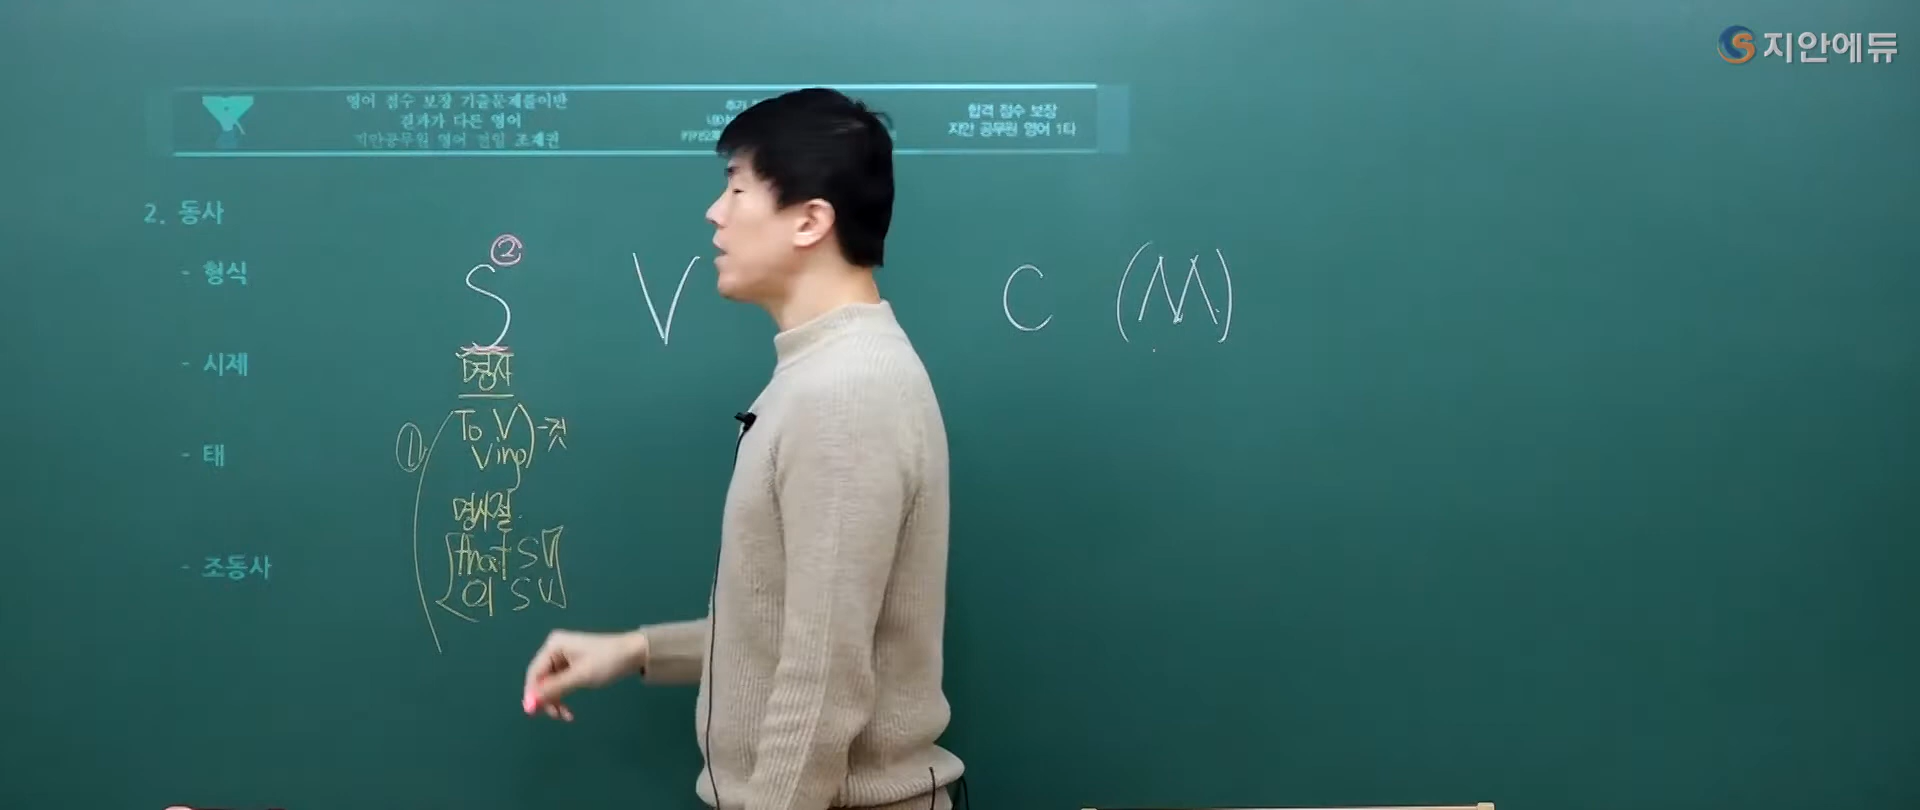 지안에듀
영어 점수 보장 기출문제풀이반
결과가 다른 영어
지안공무원 영어 전임 조재권
합격 점수 보장
지안 공무원 영어 1타
2. 동사
- 형식
- 시제
- 태
- 조동사
S ② V C (M)
명사
① (To V
Ving) -것
명사절
that S V
의 S V